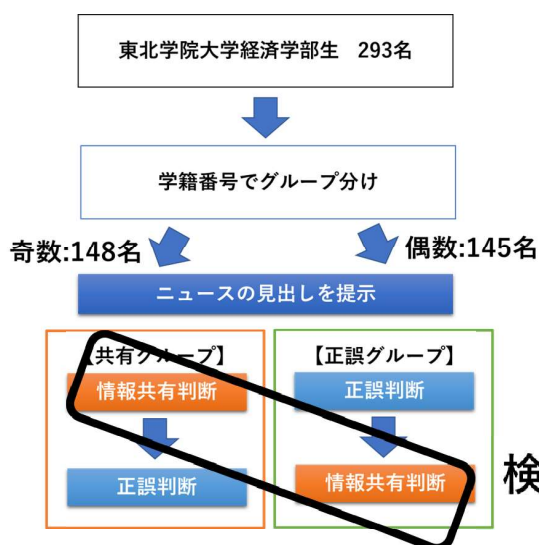 東北学院大学経済学部生 293名
学籍番号でグループ分け
奇数:148名
偶数:145名
ニュースの見出しを提示
【共有グループ】
【正誤グループ】
情報共有判断
正誤判断
正誤判断
情報共有判断
検